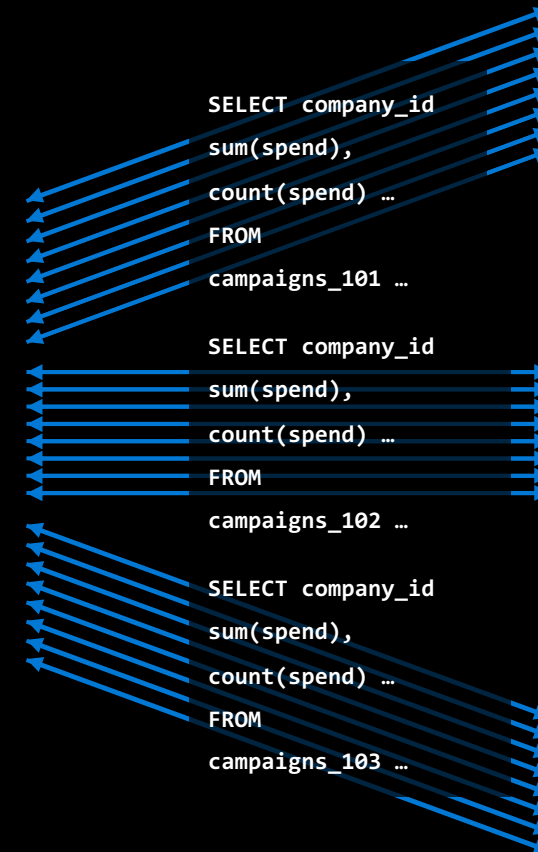 SELECT company_id
sum(spend),
count(spend) …
FROM
campaigns_101 …
SELECT company_id
sum(spend),
count(spend) …
FROM
campaigns_102 …
SELECT company_id
sum(spend),
count(spend) …
FROM
campaigns_103 …